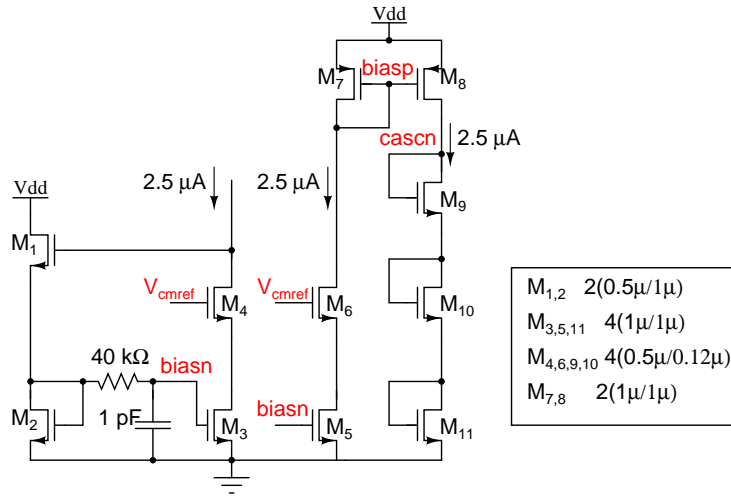 Vdd
M7
biasp
M8
cascn
2.5 μA
2.5 μA
2.5 μA
Vdd
M9
M1
Vcmref
M4
Vcmref
M6
M10
40 kΩ
biasn
M2
1 pF
M3
biasn
M5
M11
M1,2 2(0.5μ/1μ)
M3,5,11 4(1μ/1μ)
M4,6,9,10 4(0.5μ/0.12μ)
M7,8 2(1μ/1μ)